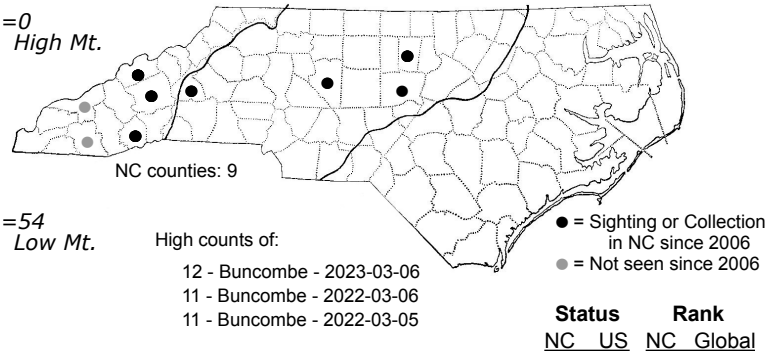 =0
High Mt.
NC counties: 9
=54
Low Mt.
High counts of:
12 - Buncombe - 2023-03-06
11 - Buncombe - 2022-03-06
11 - Buncombe - 2022-03-05
= Sighting or Collection
in NC since 2006
= Not seen since 2006
Status Rank
NC US NC Global